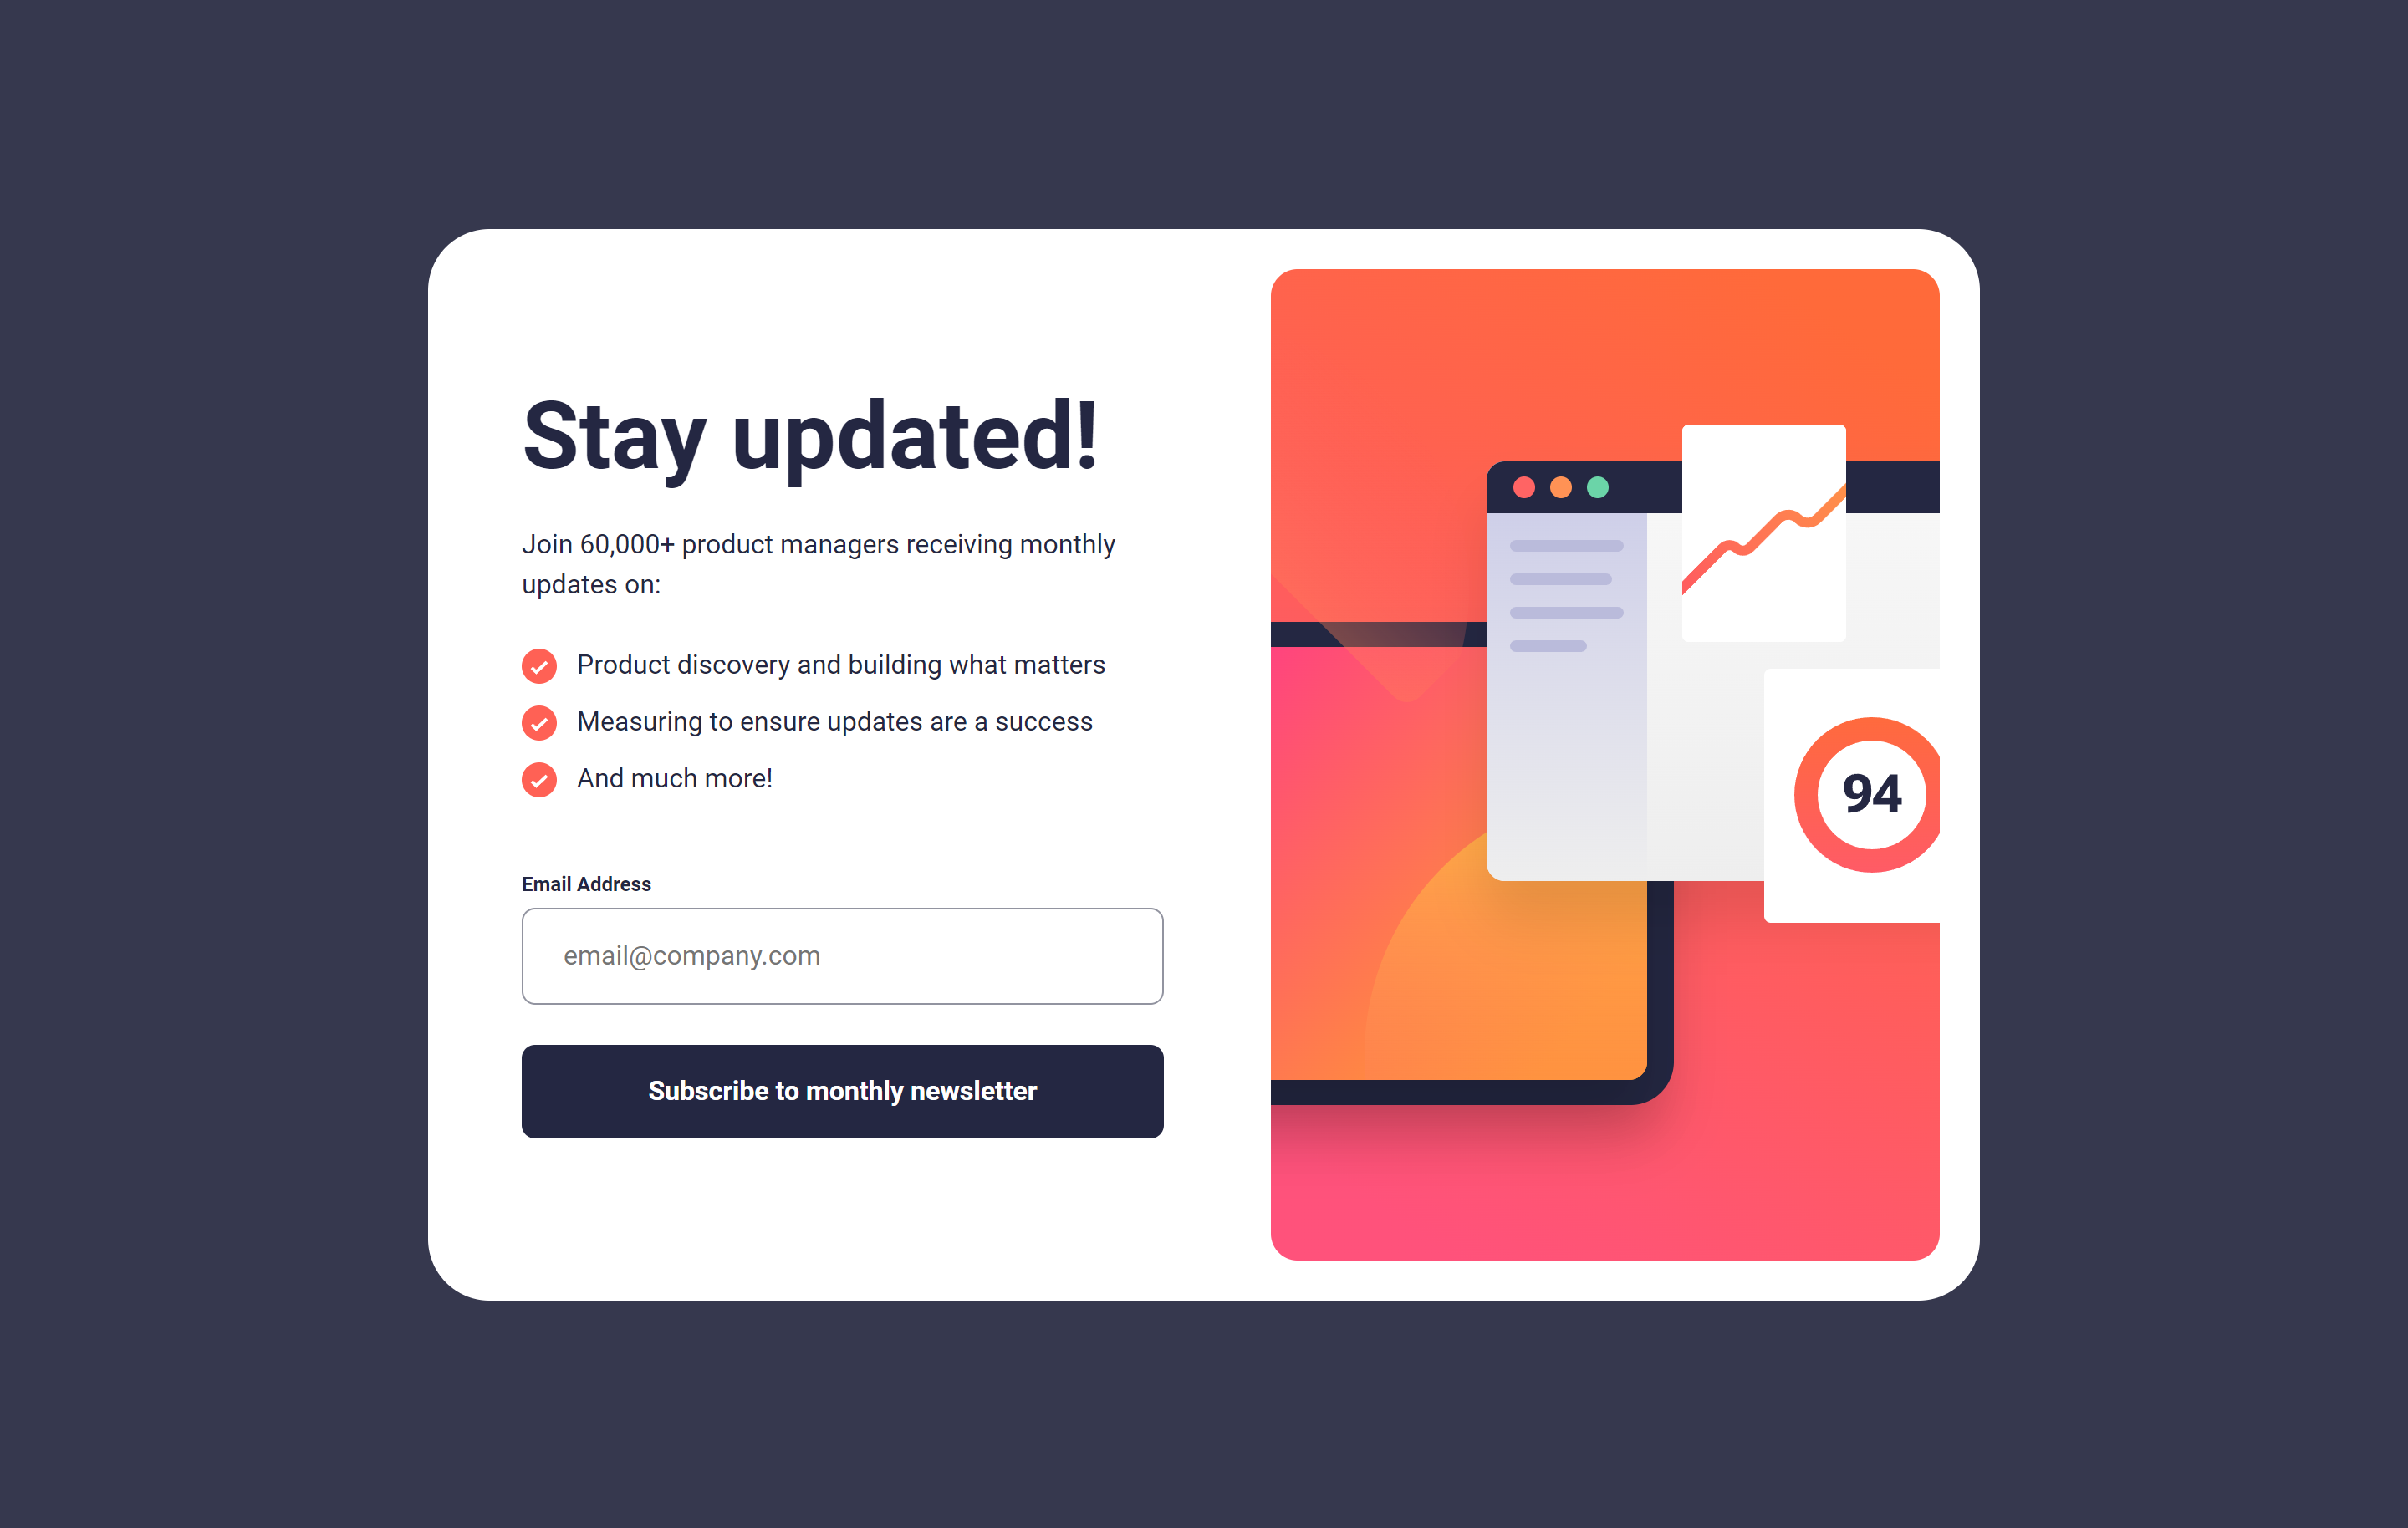 Stay updated!
Join 60,000+ product managers receiving monthly
updates on:
Product discovery and building what matters
Measuring to ensure updates are a success
And much more!
Email Address
email@company.com
Subscribe to monthly newsletter
94